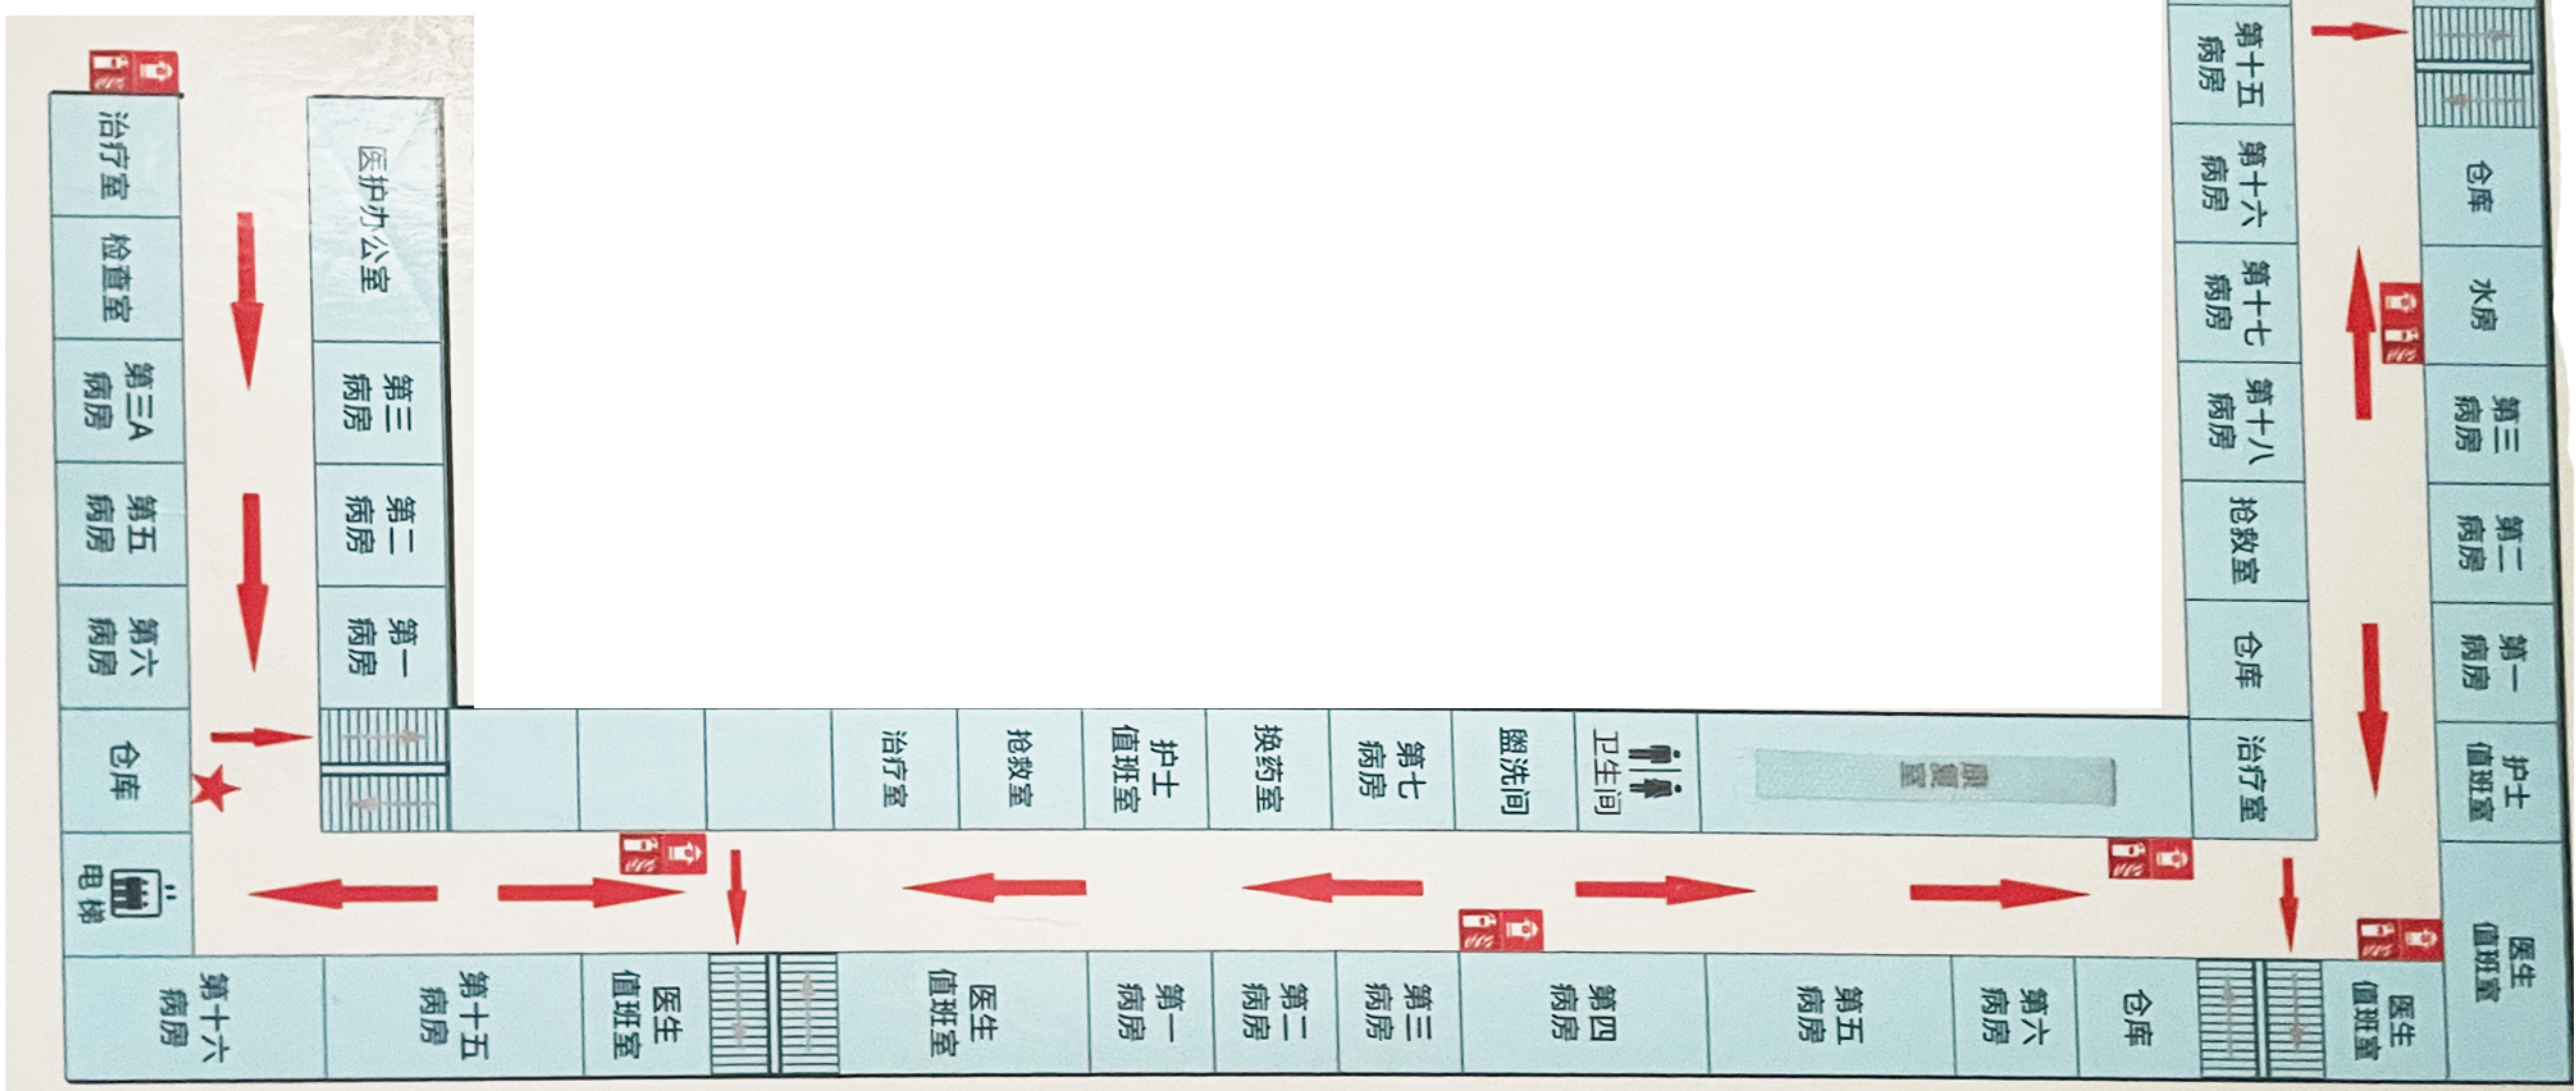 治疗室
检查室
第三A
病房
第五
病房
第六
病房
仓库
电梯
医护办公室
第三
病房
第二
病房
第一
病房
治疗室
抢救室
护士
值班室
换药室
第七
病房
盥洗间
卫生间
康复室
治疗室
第十五
病房
第十六
病房
第十七
病房
第十八
病房
抢救室
仓库
仓库
水房
第三
病房
第二
病房
第一
病房
护士
值班室
医生
值班室
第十六
病房
第十五
病房
医生
值班室
医生
值班室
第一
病房
第二
病房
第三
病房
第四
病房
第五
病房
第六
病房
仓库
医生
值班室